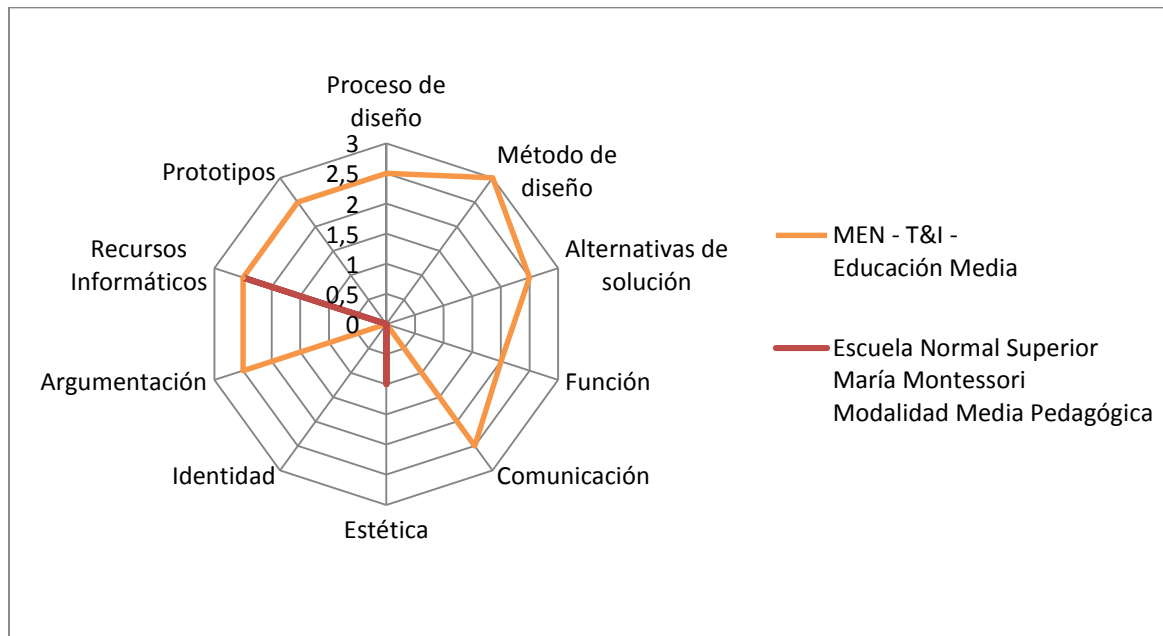 Proceso de
diseño
Método de
diseño
Alternativas de
solución
Función
Comunicación
Estética
Identidad
Argumentación
Recursos
Informáticos
Prototipos
3
2,5
2
1,5
1
0,5
0
MEN - T&I -
Educación Media
Escuela Normal Superior
María Montessori
Modalidad Media Pedagógica